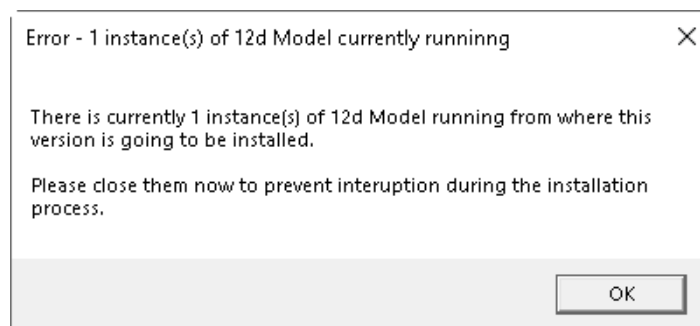 Error - 1 instance(s) of 12d Model currently runninng
There is currently 1 instance(s) of 12d Model running from where this
version is going to be installed.
Please close them now to prevent interuption during the installation
process.
OK